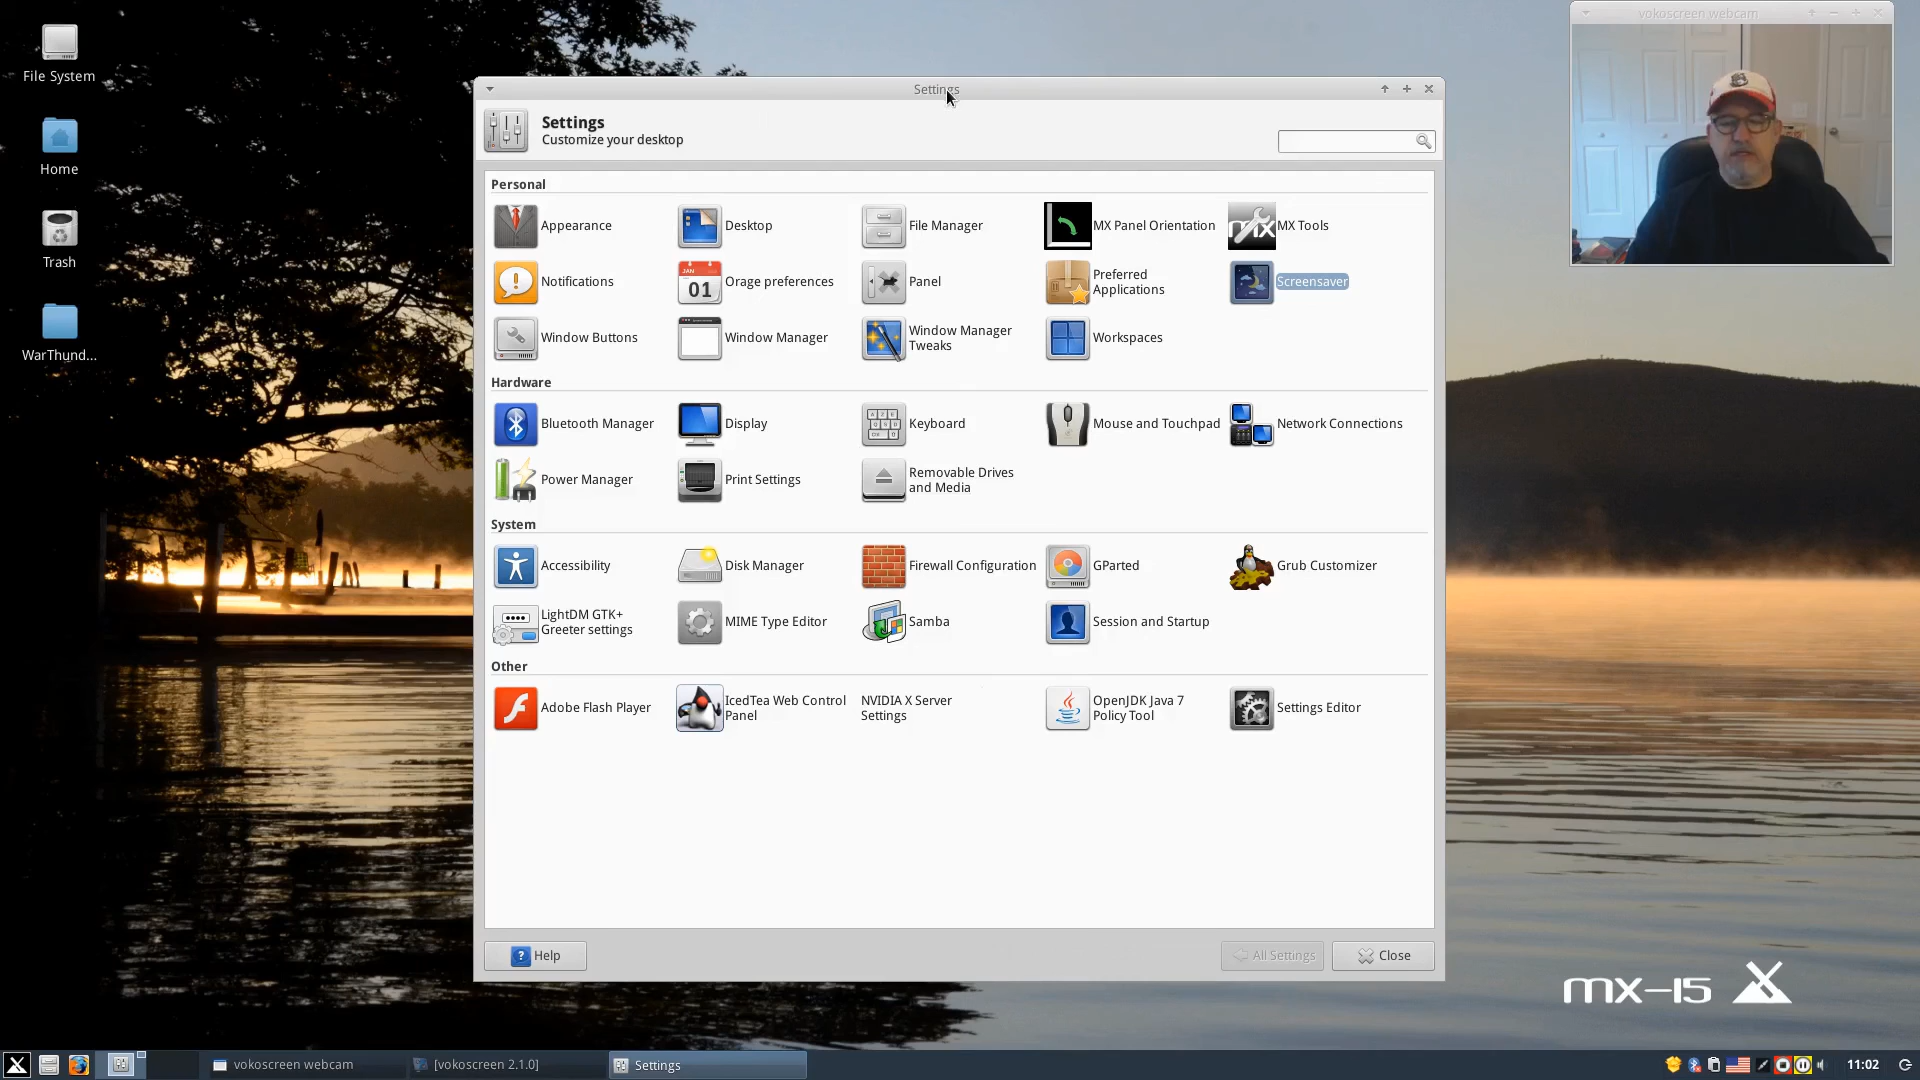 vokoscreen webcam
File System
Home
Trash
WarThund...
Settings
Settings
Customize your desktop
Personal
Appearance
Desktop
File Manager
MX Panel Orientation
MX Tools
Notifications
JAN
01
Orage preferences
Panel
Preferred
Applications
Screensaver
Window Buttons
Window Manager
Window Manager
Tweaks
Workspaces
Hardware
Bluetooth Manager
Display
Keyboard
Mouse and Touchpad
Network Connections
Power Manager
Print Settings
Removable Drives
and Media
System
Accessibility
Disk Manager
Firewall Configuration
GParted
Grub Customizer
LightDM GTK+
Greeter settings
MIME Type Editor
Samba
Session and Startup
Other
Adobe Flash Player
IcedTea Web Control
Panel
NVIDIA X Server
Settings
OpenJDK Java 7
Policy Tool
Settings Editor
Help
All Settings
Close
mx-15
vokoscreen webcam
[vokoscreen 2.1.0]
Settings
11:02